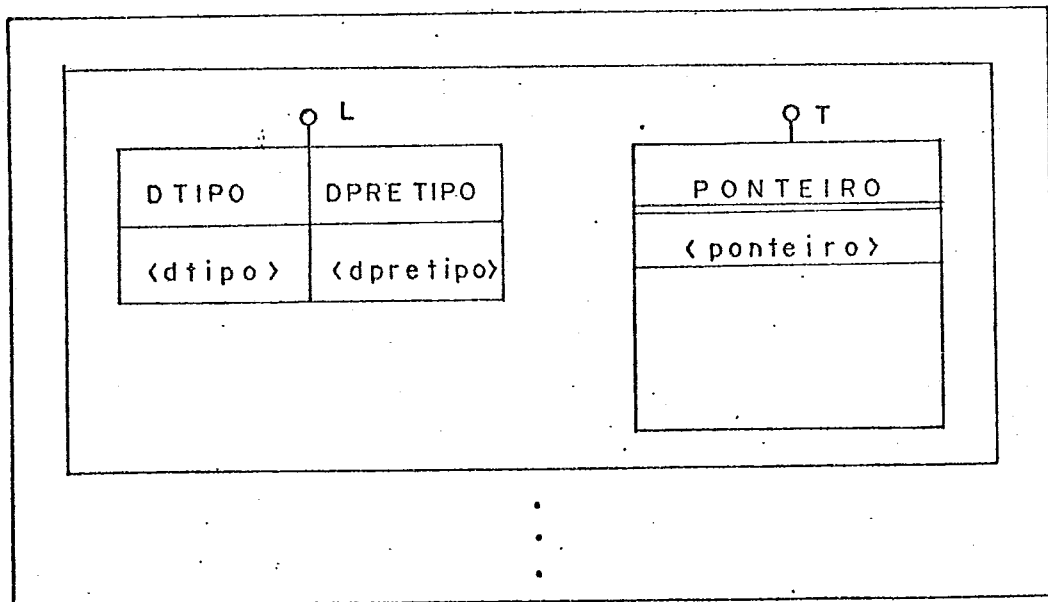 L
T
DTIPO DPRETIPO
PONTEIRO
<dtipo> <dpretipo>
<ponteiro>